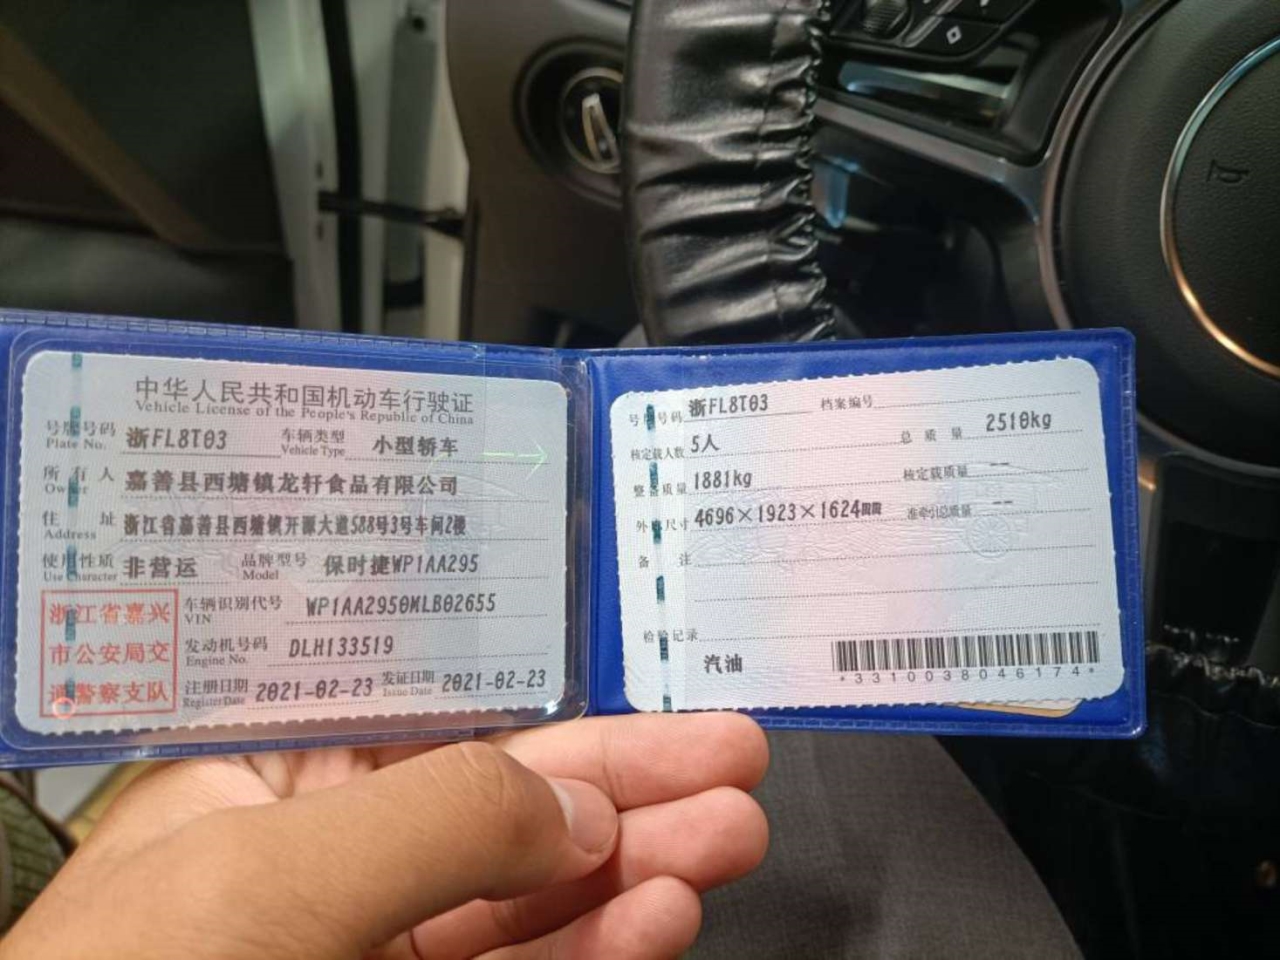 中华人民共和国机动车行驶证
Vehicle License of the People's Republic of China
号牌号码 浙FL8T03 车辆类型 小型轿车
Plate No. Vehicle Type
所有人 嘉善县西塘镇龙轩食品有限公司
Owner
住址 浙江省嘉善县西塘镇开源大道588号3号车间2楼
Address
使用性质 非营运 品牌型号 保时捷WP1AA295
Use Character Model
浙江省嘉兴
市公安局交
通警察支队
车辆识别代号 WP1AA2950MLB02655
VIN
发动机号码 DLH133519
Engine No.
注册日期 2021-02-23 发证日期 2021-02-23
Register Date Issue Date
号牌号码 浙FL8T03 档案编号
核定载人数 5人 总质量 2510kg
整备质量 1881kg 核定载质量 --
外廓尺寸 4696×1923×1624mm 准牵引总质量 --
备注
检验记录
汽油
*3310038046174*